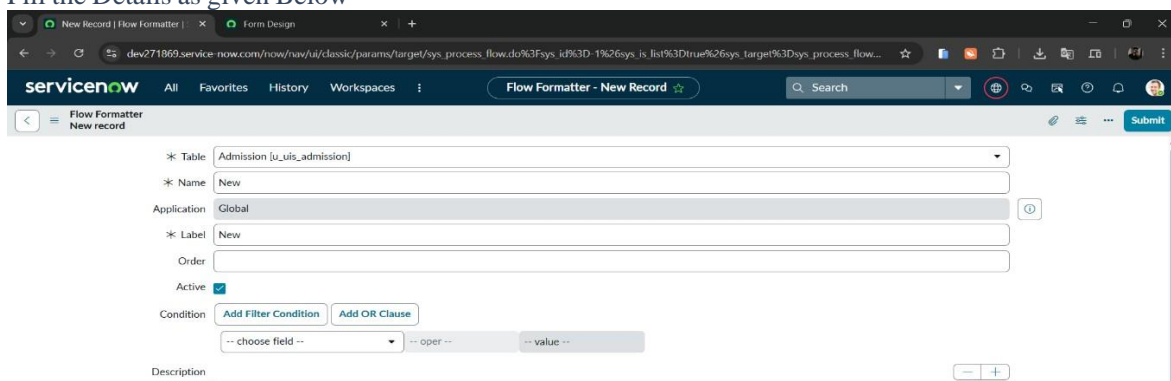 Fill the Details as given Below
New Record | Flow Formatter |
Form Design
dev271869.service-now.com/now/nav/ui/classic/params/target/sys_process_flow.do%3Fsys_id%3D-1%26sys_is_list%3Dtrue%26sys_target%3Dsys_process_flow...
servicenow All Favorites History Workspaces Flow Formatter - New Record Search
Flow Formatter
New record
Submit
* Table Admission [u_uis_admission]
* Name New
Application Global
* Label New
Order
Active
Condition Add Filter Condition Add OR Clause
-- choose field -- -- oper -- -- value --
Description